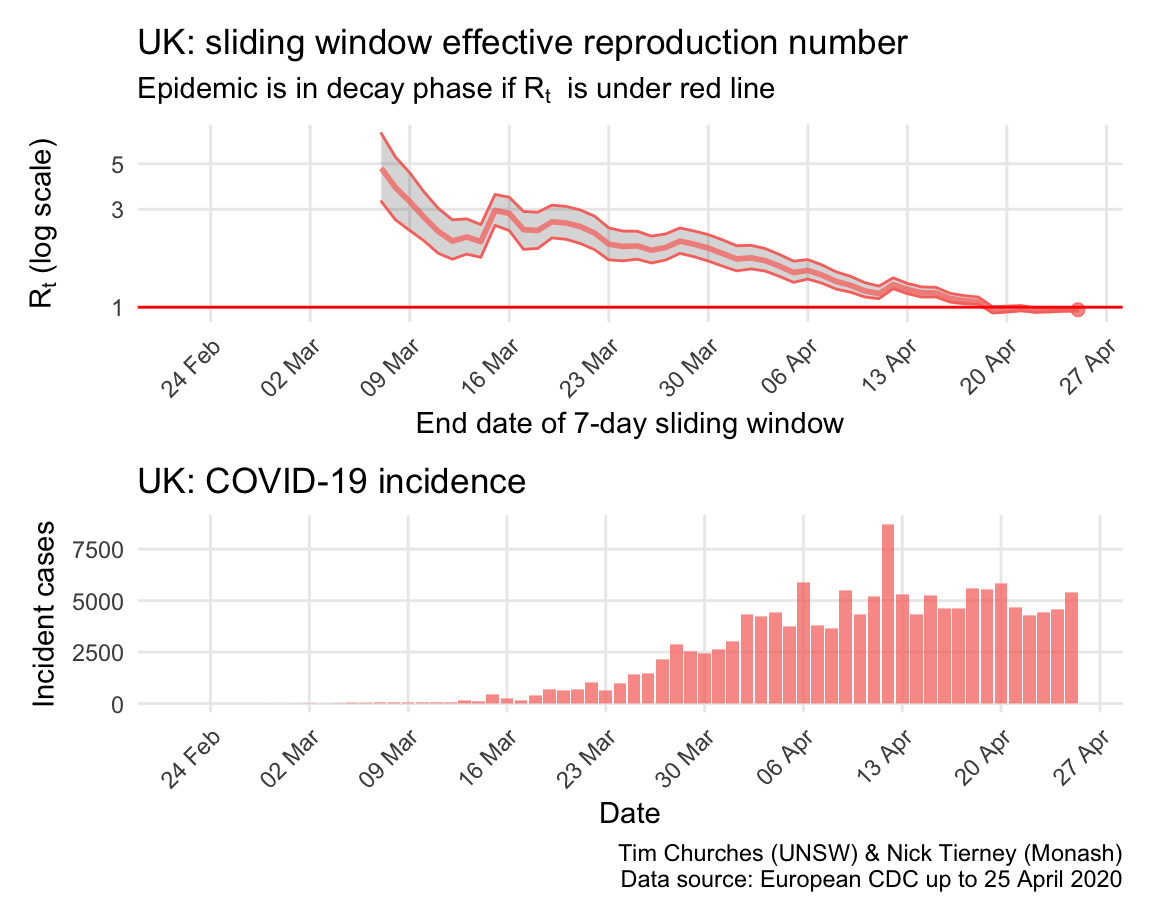 UK: sliding window effective reproduction number
Epidemic is in decay phase if Rt is under red line
Rt (log scale)
5
3
1
24 Feb
02 Mar
09 Mar
16 Mar
23 Mar
30 Mar
06 Apr
13 Apr
20 Apr
27 Apr
End date of 7-day sliding window
UK: COVID-19 incidence
Incident cases
7500
5000
2500
0
24 Feb
02 Mar
09 Mar
16 Mar
23 Mar
30 Mar
06 Apr
13 Apr
20 Apr
27 Apr
Date
Tim Churches (UNSW) & Nick Tierney (Monash)
Data source: European CDC up to 25 April 2020